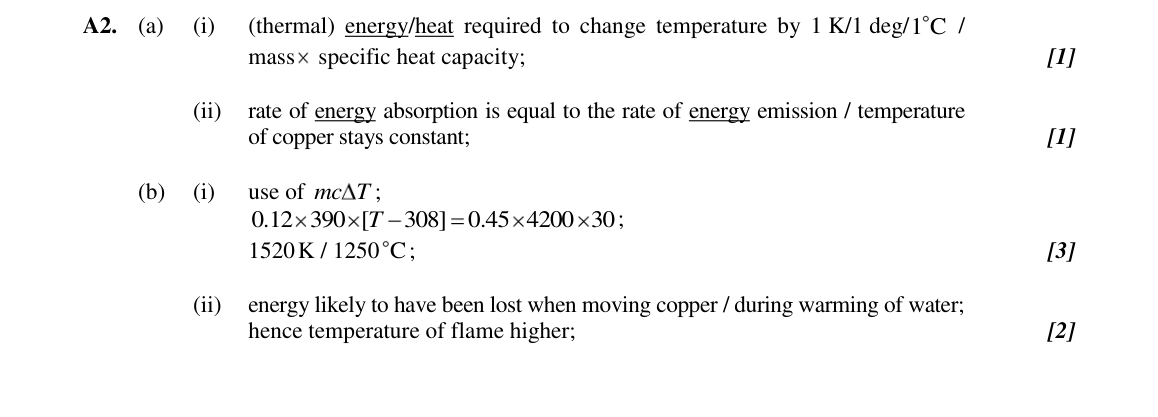 A2. (a) (i) (thermal) energy/heat required to change temperature by 1 K/1 deg/1°C /
mass× specific heat capacity; [1]
(ii) rate of energy absorption is equal to the rate of energy emission / temperature
of copper stays constant; [1]
(b) (i) use of mcΔT;
0.12×390×[T−308]=0.45×4200×30;
1520K / 1250°C; [3]
(ii) energy likely to have been lost when moving copper / during warming of water;
hence temperature of flame higher; [2]